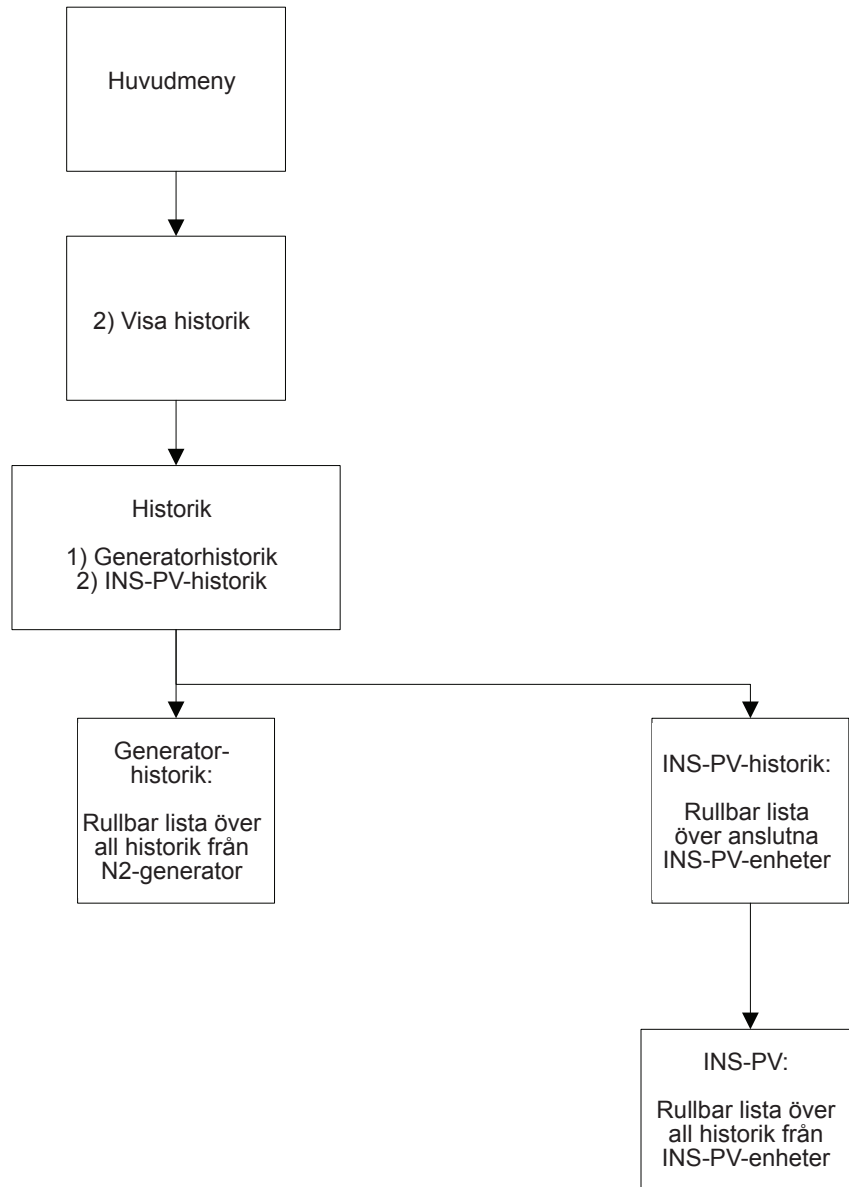 Huvudmeny
2) Visa historik
Historik
1) Generatorhistorik
2) INS-PV-historik
Generator-
historik:
Rullbar lista över
all historik från
N2-generator
INS-PV-historik:
Rullbar lista
över anslutna
INS-PV-enheter
INS-PV:
Rullbar lista över
all historik från
INS-PV-enheter